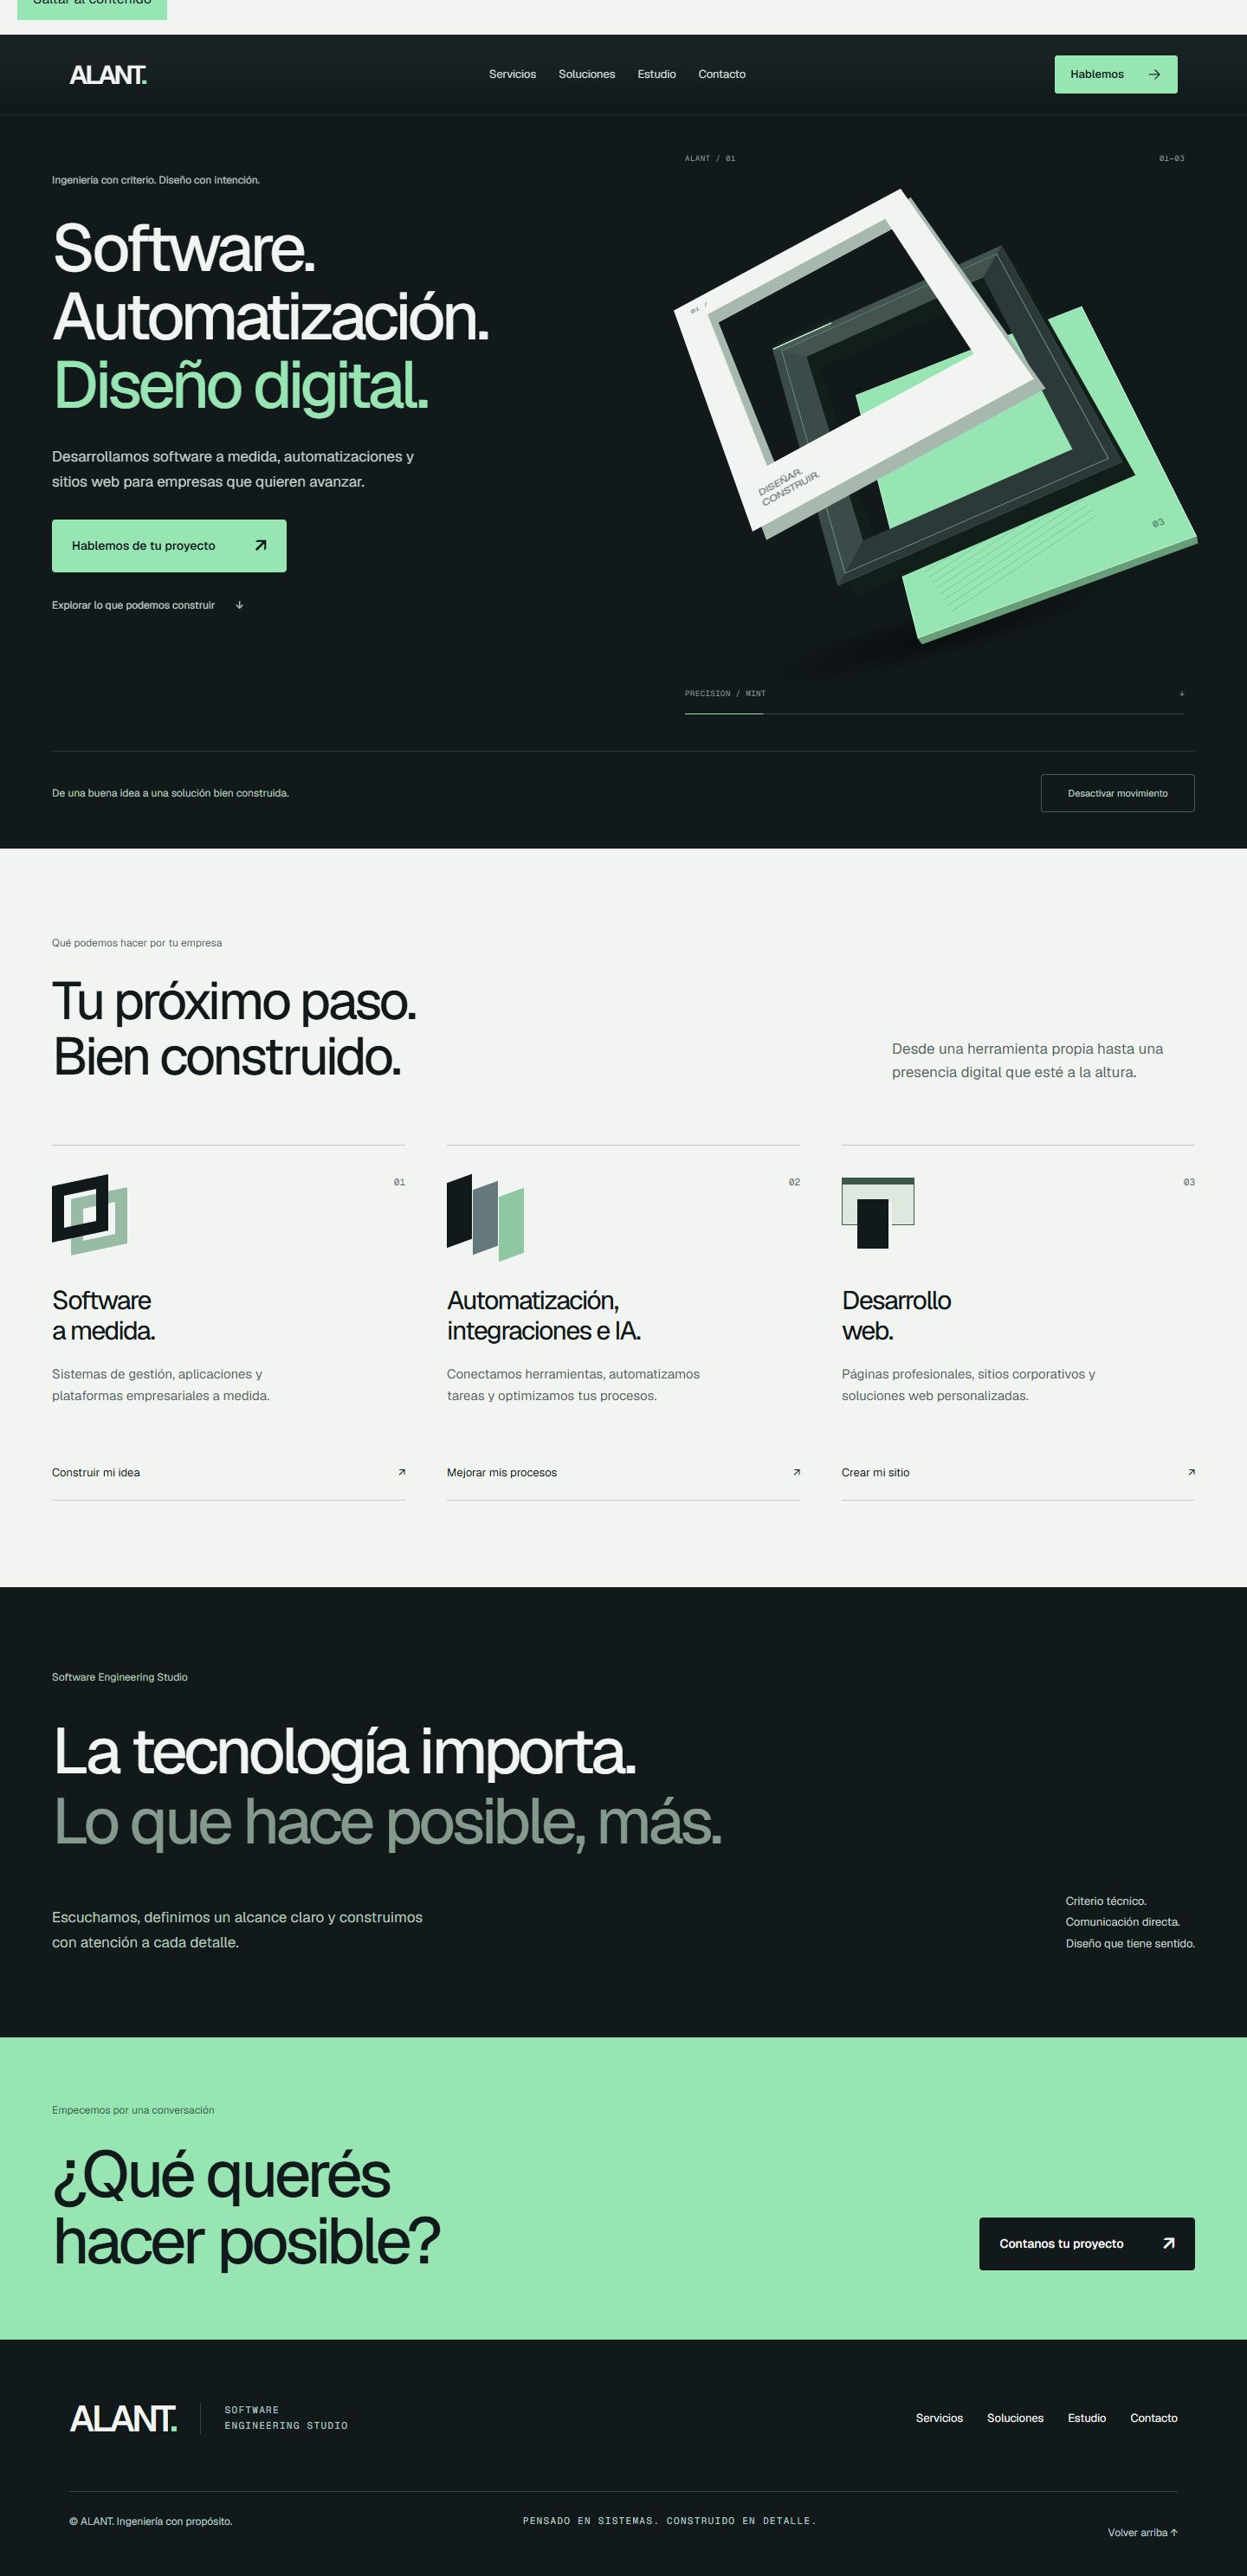 Saltar al contenido
ALANT.
Servicios Soluciones Estudio Contacto
Hablemos →
ALANT / 01
01—03
Ingeniería con criterio. Diseño con intención.
Software.
Automatización.
Diseño digital.
Desarrollamos software a medida, automatizaciones y
sitios web para empresas que quieren avanzar.
Hablemos de tu proyecto ↗
Explorar lo que podemos construir ↓
01 /
DISEÑAR.
CONSTRUIR.
03
PRECISION / MINT ↓
De una buena idea a una solución bien construida.
Desactivar movimiento
Qué podemos hacer por tu empresa
Tu próximo paso.
Bien construido.
Desde una herramienta propia hasta una
presencia digital que esté a la altura.
01
Software
a medida.
Sistemas de gestión, aplicaciones y
plataformas empresariales a medida.
Construir mi idea ↗
02
Automatización,
integraciones e IA.
Conectamos herramientas, automatizamos
tareas y optimizamos tus procesos.
Mejorar mis procesos ↗
03
Desarrollo
web.
Páginas profesionales, sitios corporativos y
soluciones web personalizadas.
Crear mi sitio ↗
Software Engineering Studio
La tecnología importa.
Lo que hace posible, más.
Escuchamos, definimos un alcance claro y construimos
con atención a cada detalle.
Criterio técnico.
Comunicación directa.
Diseño que tiene sentido.
Empecemos por una conversación
¿Qué querés
hacer posible?
Contanos tu proyecto ↗
ALANT.
SOFTWARE
ENGINEERING STUDIO
Servicios Soluciones Estudio Contacto
© ALANT. Ingeniería con propósito.
PENSADO EN SISTEMAS. CONSTRUIDO EN DETALLE.
Volver arriba ↑